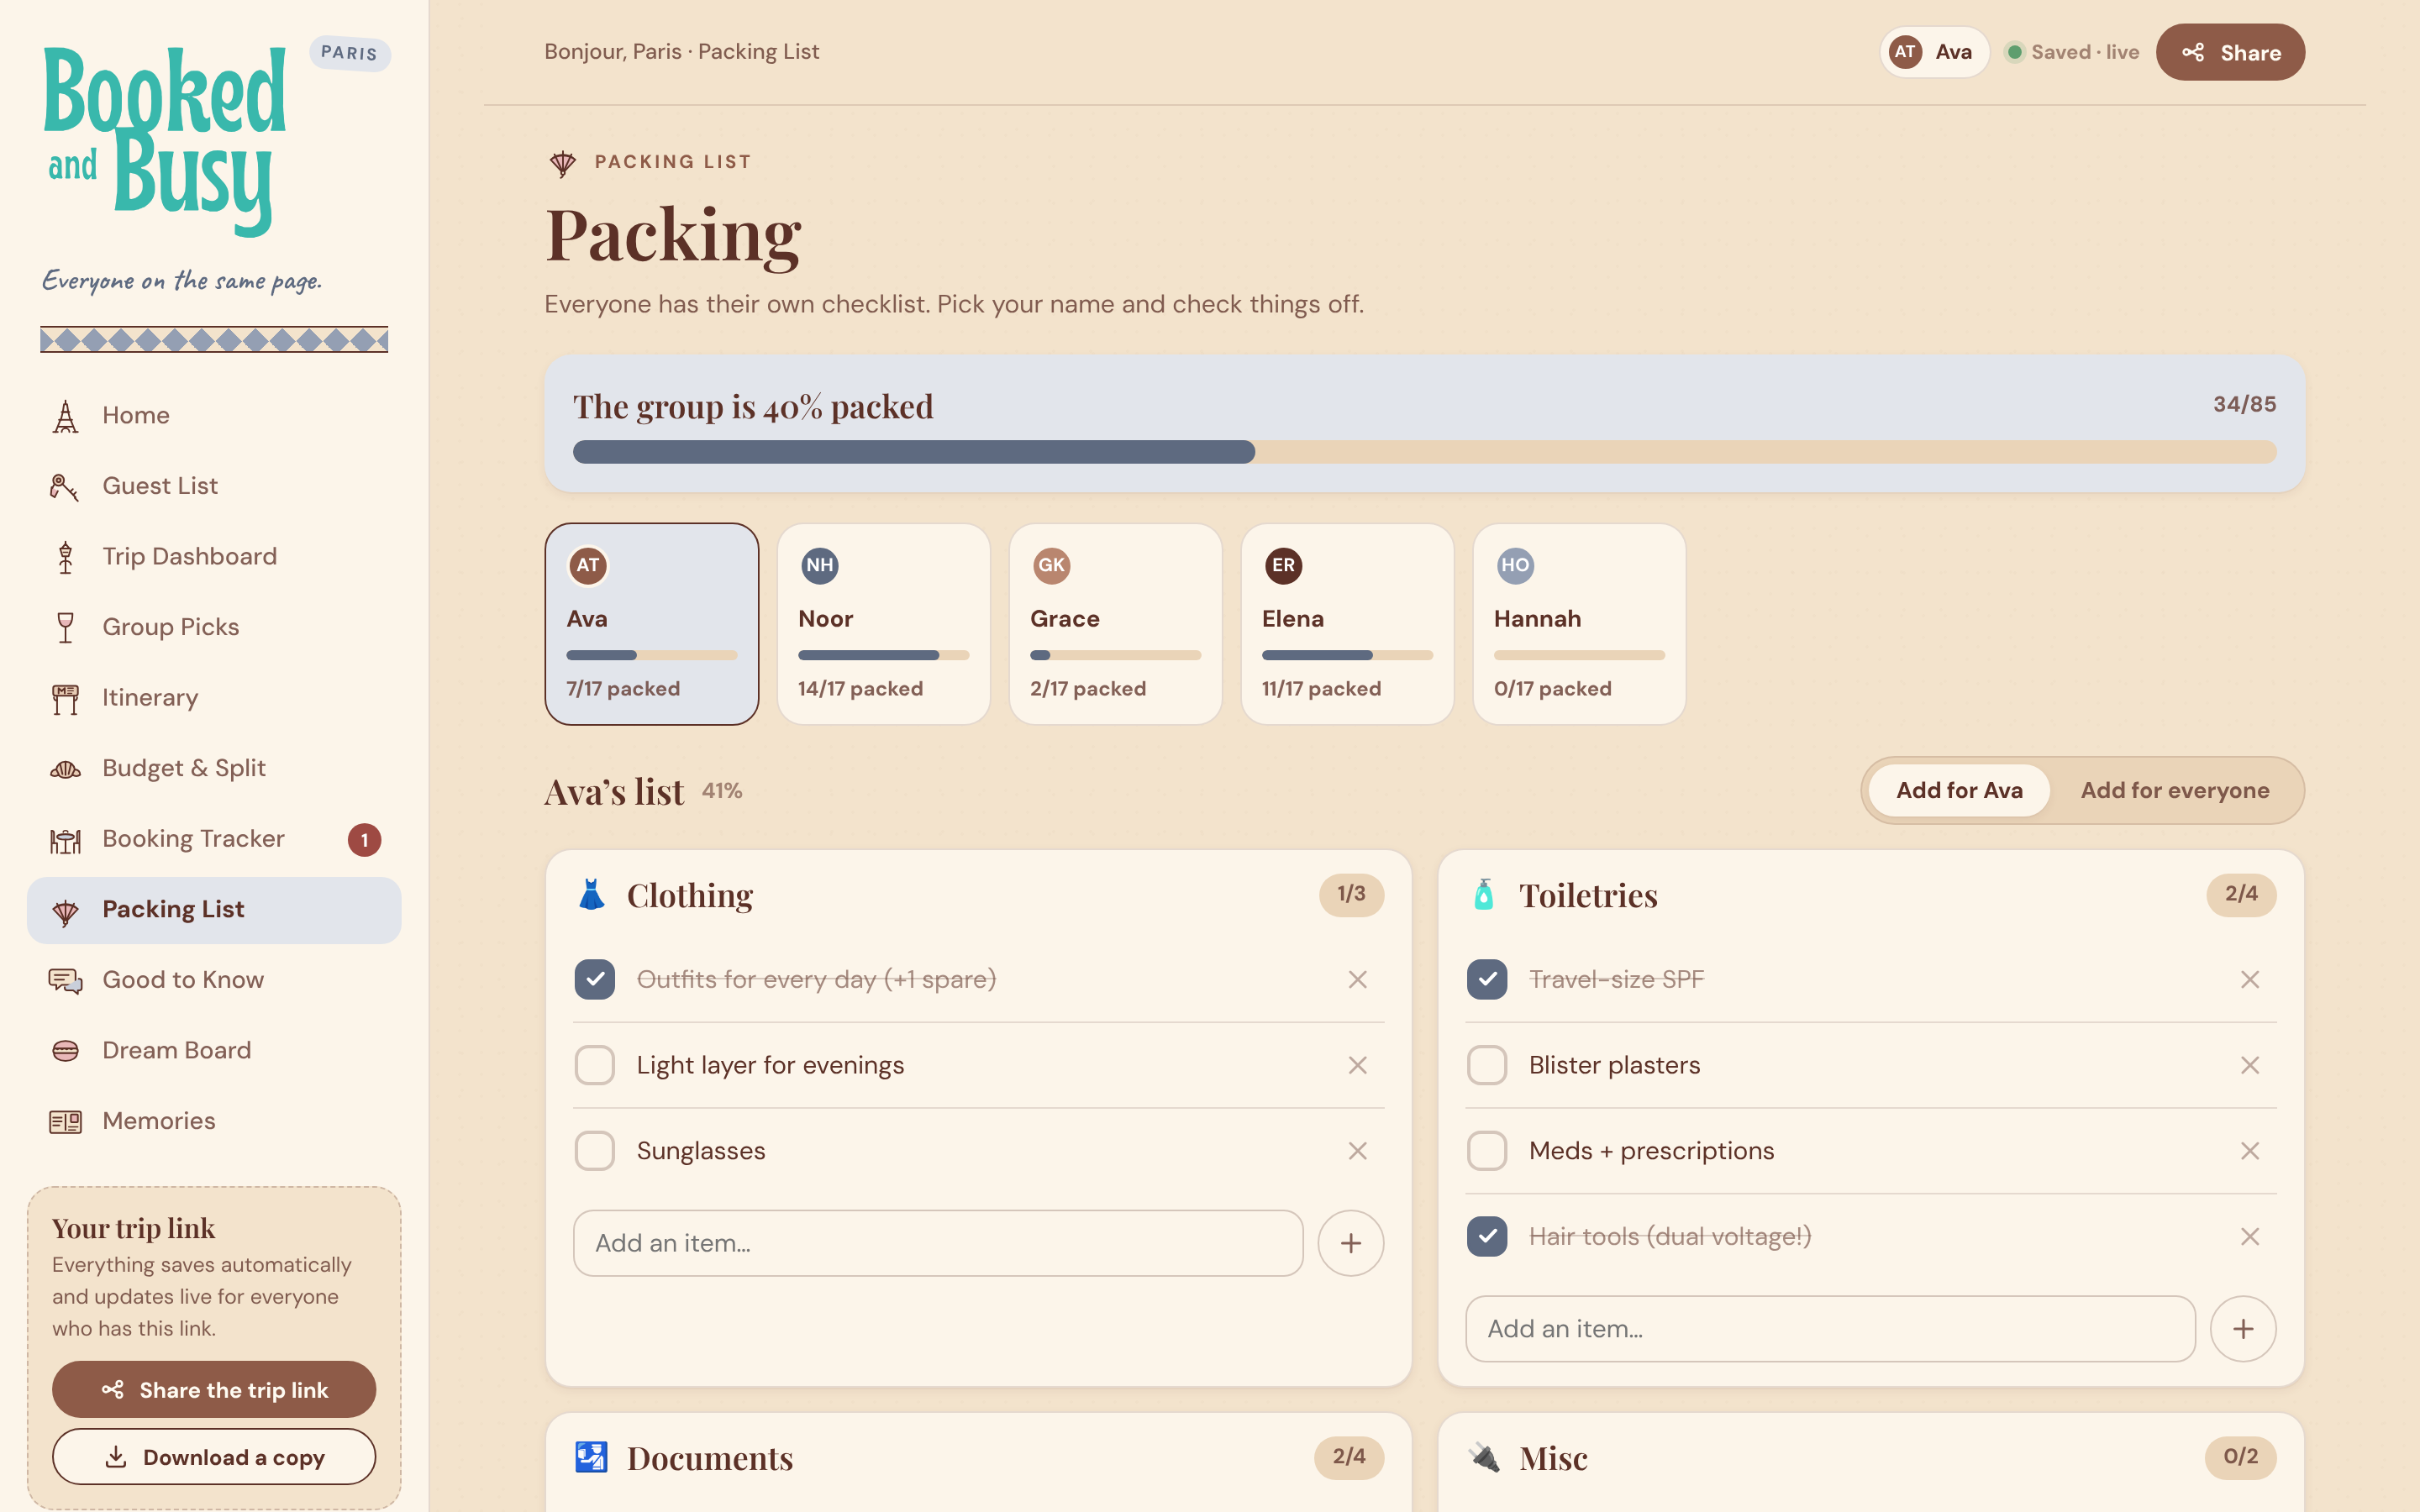 Booked
and Busy
PARIS
Everyone on the same page.
Home
Guest List
Trip Dashboard
Group Picks
Itinerary
Budget & Split
Booking Tracker 1
Packing List
Good to Know
Dream Board
Memories
Your trip link
Everything saves automatically
and updates live for everyone
who has this link.
Share the trip link
Download a copy
Bonjour, Paris · Packing List
AT Ava
Saved · live
Share
PACKING LIST
Packing
Everyone has their own checklist. Pick your name and check things off.
The group is 40% packed 34/85
AT
Ava
7/17 packed
NH
Noor
14/17 packed
GK
Grace
2/17 packed
ER
Elena
11/17 packed
HO
Hannah
0/17 packed
Ava’s list 41%
Add for Ava
Add for everyone
Clothing 1/3
Outfits for every day (+1 spare)
Light layer for evenings
Sunglasses
Add an item...
Toiletries 2/4
Travel-size SPF
Blister plasters
Meds + prescriptions
Hair tools (dual voltage!)
Add an item...
Documents 2/4
Misc 0/2